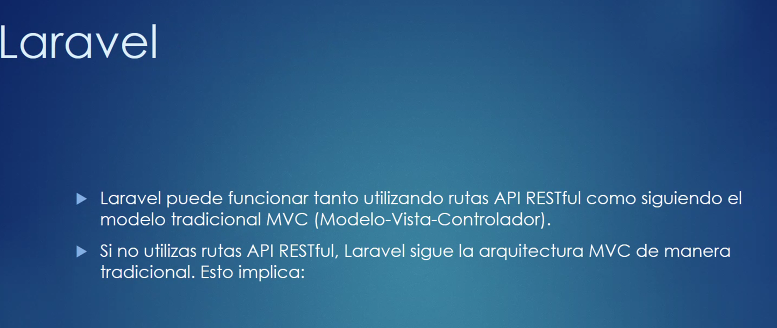 Laravel
Laravel puede funcionar tanto utilizando rutas API RESTful como siguiendo el
modelo tradicional MVC (Modelo-Vista-Controlador).
Si no utilizas rutas API RESTful, Laravel sigue la arquitectura MVC de manera
tradicional. Esto implica: